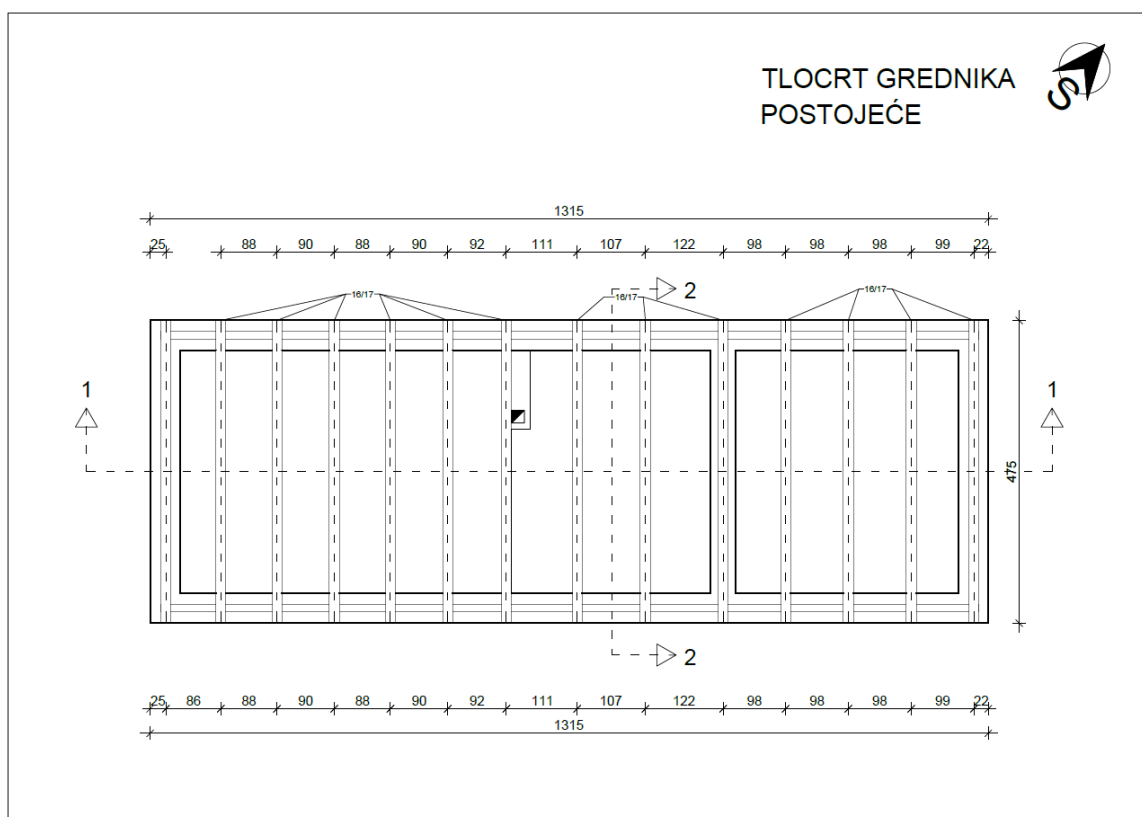 TLOCRT GREDNIKA
POSTOJEĆE
S
1315
25 88 90 88 90 92 111 107 122 98 98 98 99 22
16/17 16/17 16/17
2
1 1
475
2
25 86 88 90 88 90 92 111 107 122 98 98 98 99 22
1315